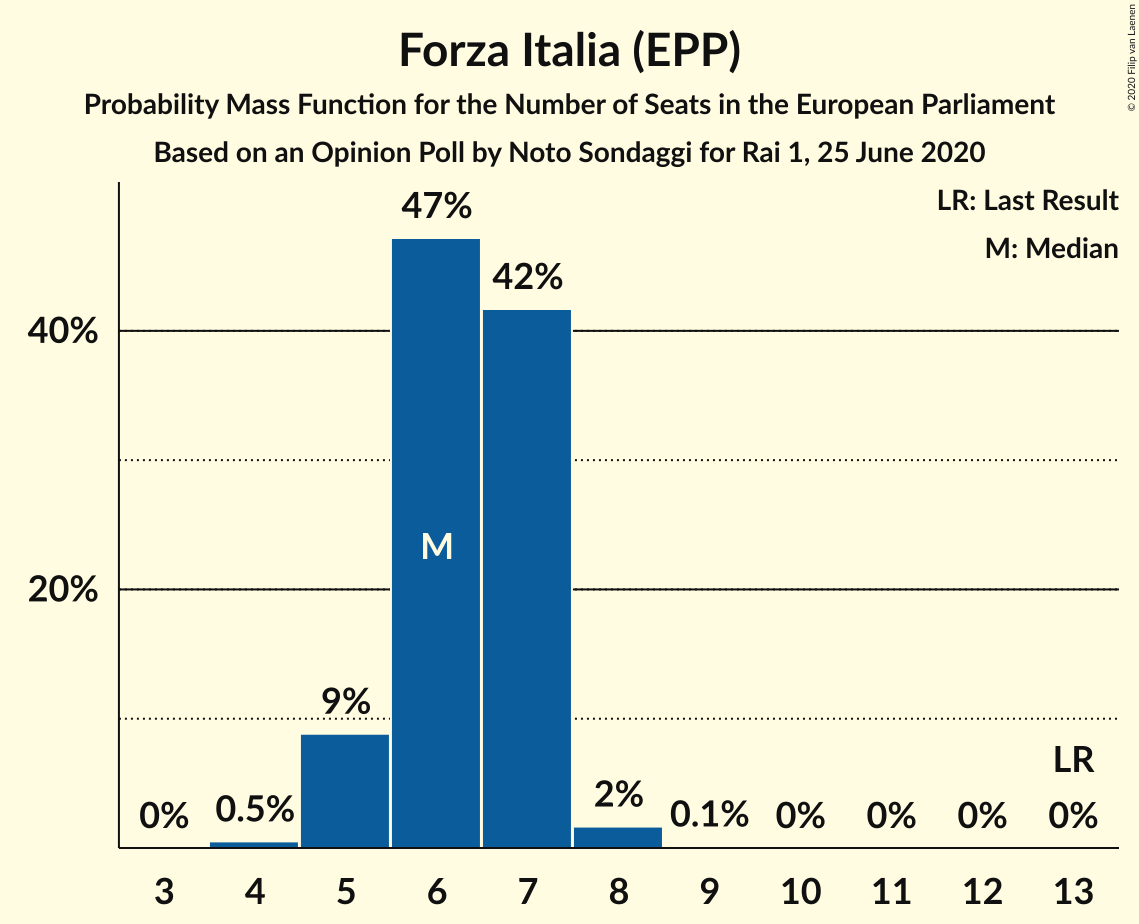 Forza Italia (EPP)
Probability Mass Function for the Number of Seats in the European Parliament
Based on an Opinion Poll by Noto Sondaggi for Rai 1, 25 June 2020
© 2020 Filip van Laenen
LR: Last Result
M: Median
47%
42%
40%
M
20%
9%
LR
0%
0.5%
2%
0.1%
0%
0%
0%
0%
3 4 5 6 7 8 9 10 11 12 13